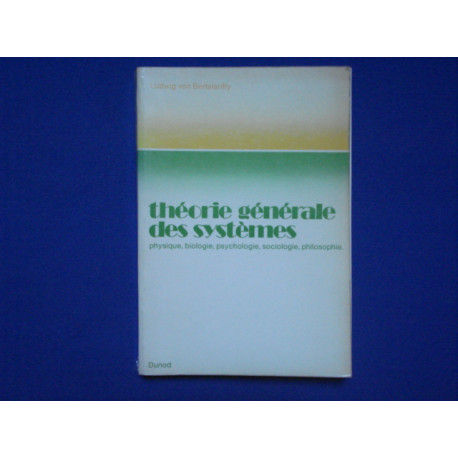 Ludwig von Bertalanffy
théorie générale
des systèmes
physique, biologie, psychologie, sociologie, philosophie.
Dunod